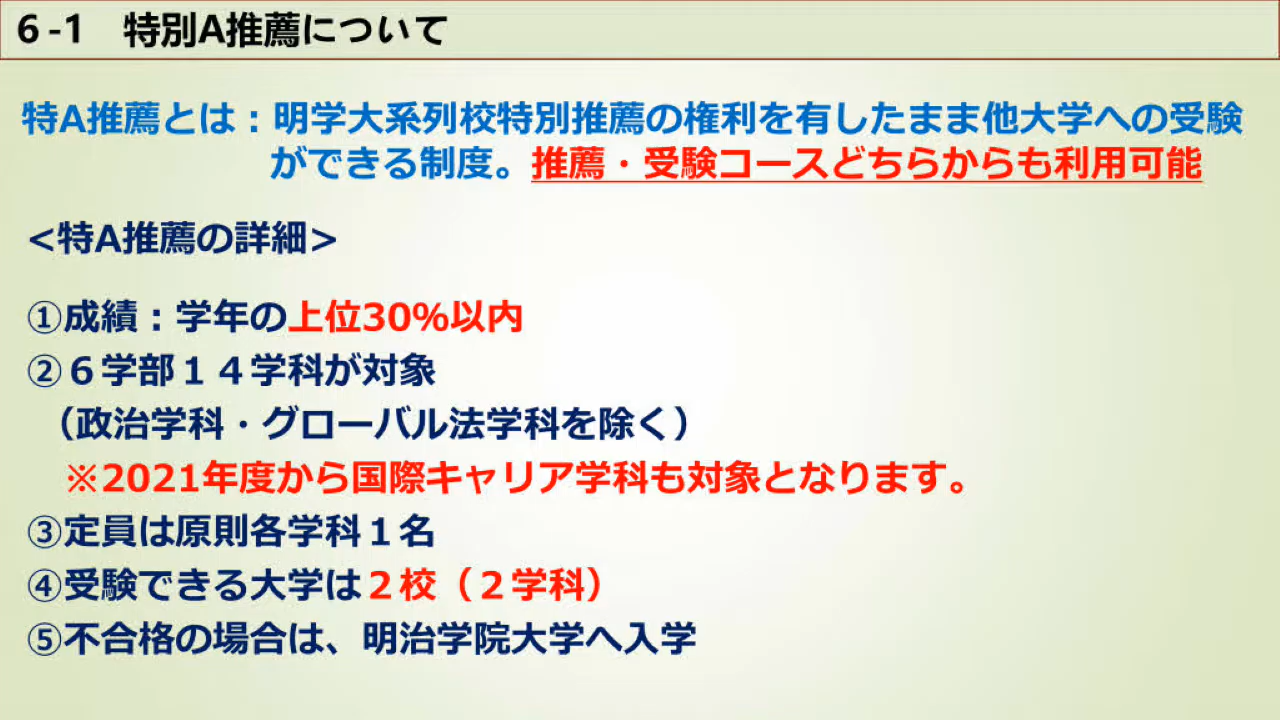 ６-1　特別A推薦について
特A推薦とは：明学大系列校特別推薦の権利を有したまま他大学への受験
ができる制度。推薦・受験コースどちらからも利用可能
<特A推薦の詳細>
①成績：学年の上位30%以内
②６学部１４学科が対象
（政治学科・グローバル法学科を除く）
※2021年度から国際キャリア学科も対象となります。
③定員は原則各学科１名
④受験できる大学は２校（２学科）
⑤不合格の場合は、明治学院大学へ入学